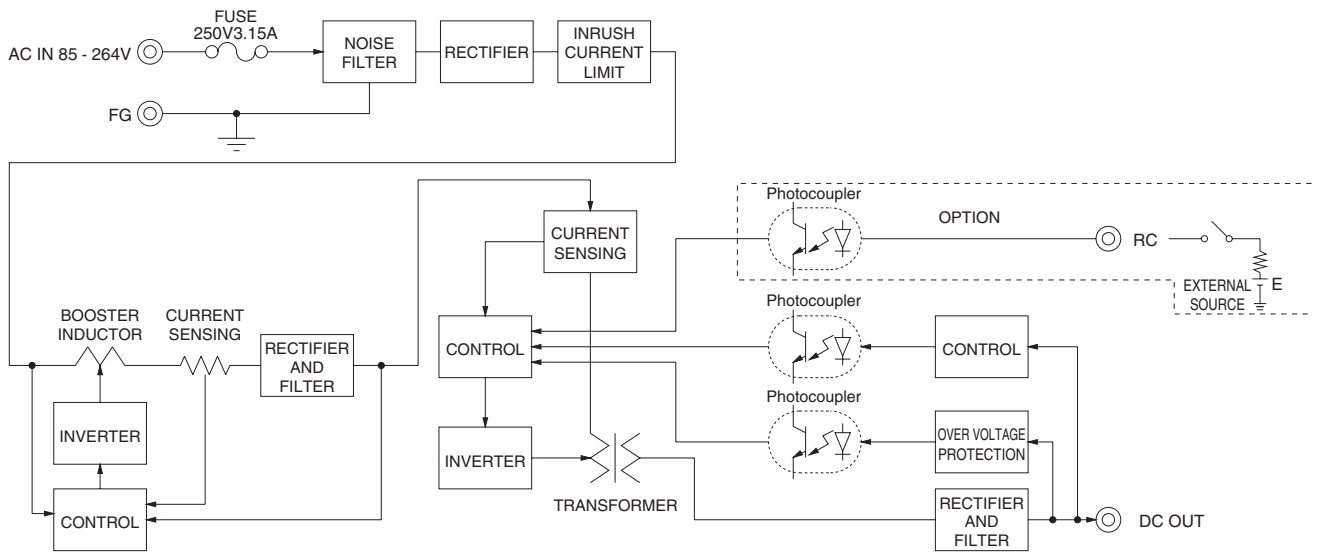 FUSE
250V3.15A
AC IN 85 - 264V
NOISE
FILTER
RECTIFIER
INRUSH
CURRENT
LIMIT
FG
Photocoupler
OPTION
RC
CURRENT
SENSING
EXTERNAL
SOURCE
E
BOOSTER
INDUCTOR
CURRENT
SENSING
RECTIFIER
AND
FILTER
CONTROL
Photocoupler
CONTROL
Photocoupler
INVERTER
INVERTER
OVER VOLTAGE
PROTECTION
TRANSFORMER
CONTROL
RECTIFIER
AND
FILTER
DC OUT